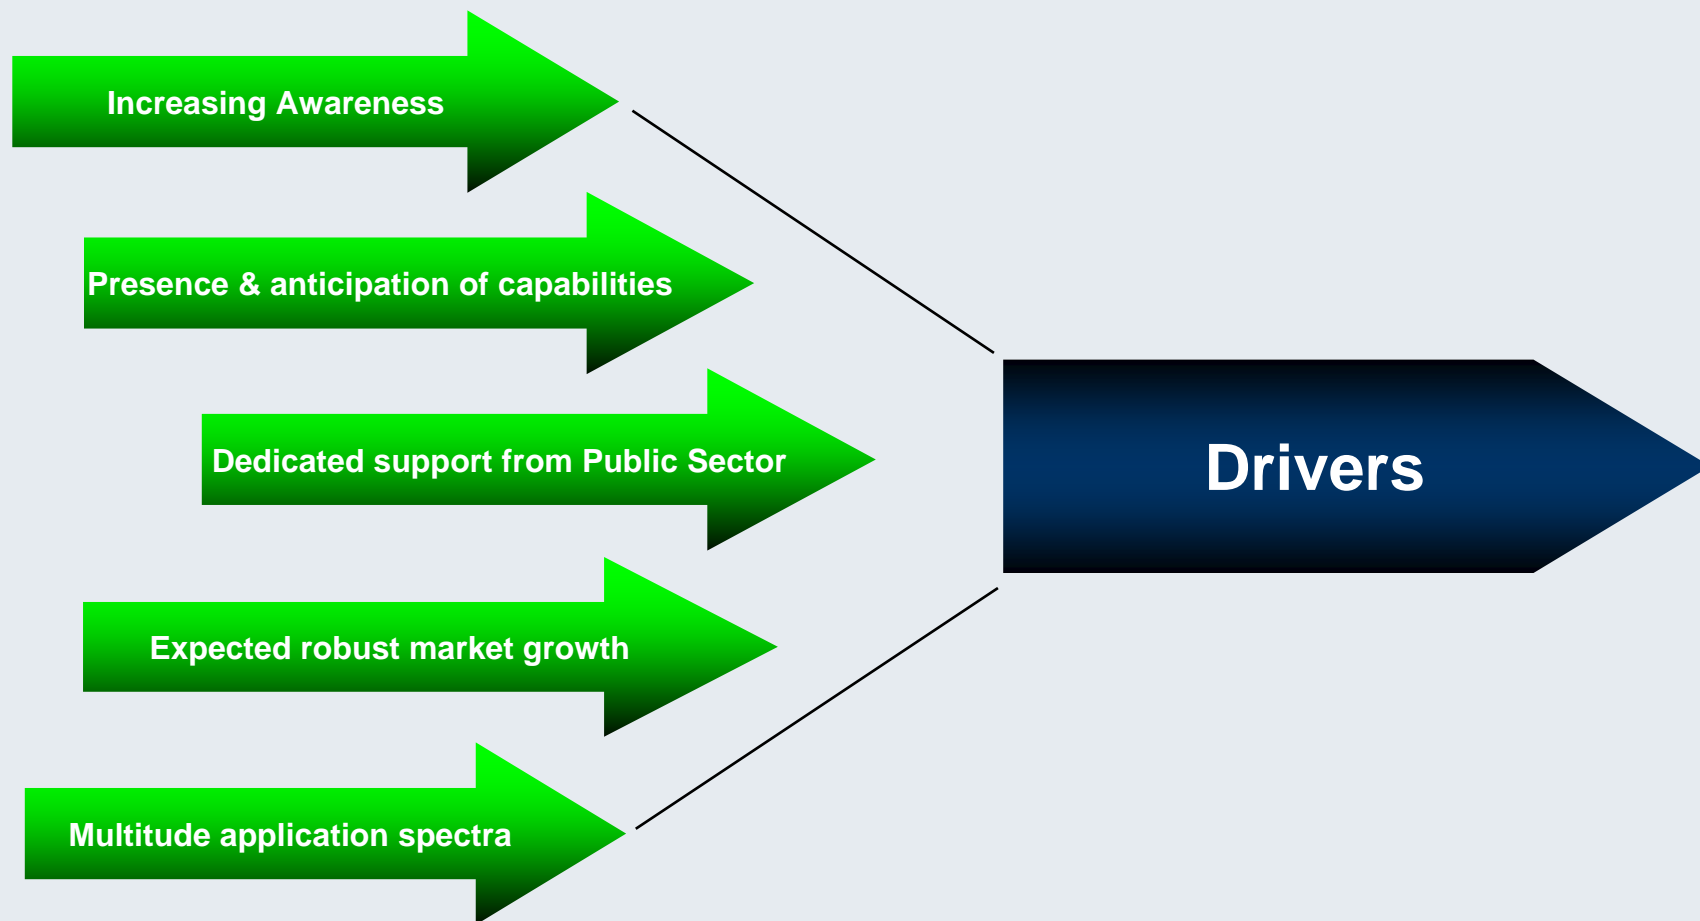 Increasing Awareness
Presence & anticipation of capabilities
Dedicated support from Public Sector
Drivers
Expected robust market growth
Multitude application spectra